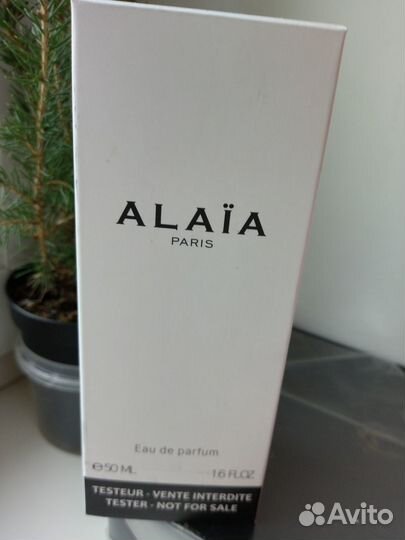 ALAÏA
PARIS
Eau de parfum
℮50 ML 1.6 FL.OZ.
TESTEUR - VENTE INTERDITE
TESTER - NOT FOR SALE
Avito